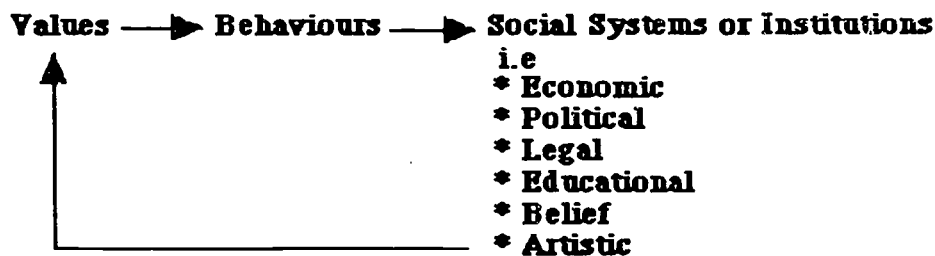 Values Behaviours Social Systems or Institutions
i.e
* Economic
* Political
* Legal
* Educational
* Belief
* Artistic